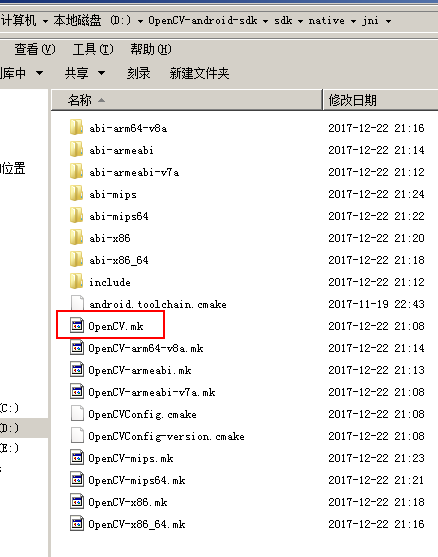 计算机 ▸ 本地磁盘 (D:) ▸ OpenCV-android-sdk ▸ sdk ▸ native ▸ jni ▸
查看(V) 工具(T) 帮助(H)
库中 ▼ 共享 ▼ 刻录 新建文件夹
名称 修改日期
abi-arm64-v8a 2017-12-22 21:16
abi-armeabi 2017-12-22 21:14
abi-armeabi-v7a 2017-12-22 21:12
位置
abi-mips 2017-12-22 21:24
abi-mips64 2017-12-22 21:22
abi-x86 2017-12-22 21:20
abi-x86_64 2017-12-22 21:18
include 2017-12-22 21:08
android.toolchain.cmake 2017-11-19 22:43
OpenCV.mk 2017-12-22 21:08
OpenCV-arm64-v8a.mk 2017-12-22 21:14
OpenCV-armeabi.mk 2017-12-22 21:13
OpenCV-armeabi-v7a.mk 2017-12-22 21:08
(C:)
OpenCVConfig.cmake 2017-12-22 21:08
(D:)
OpenCVConfig-version.cmake 2017-12-22 21:08
(E:)
OpenCV-mips.mk 2017-12-22 21:23
OpenCV-mips64.mk 2017-12-22 21:21
OpenCV-x86.mk 2017-12-22 21:18
OpenCV-x86_64.mk 2017-12-22 21:16